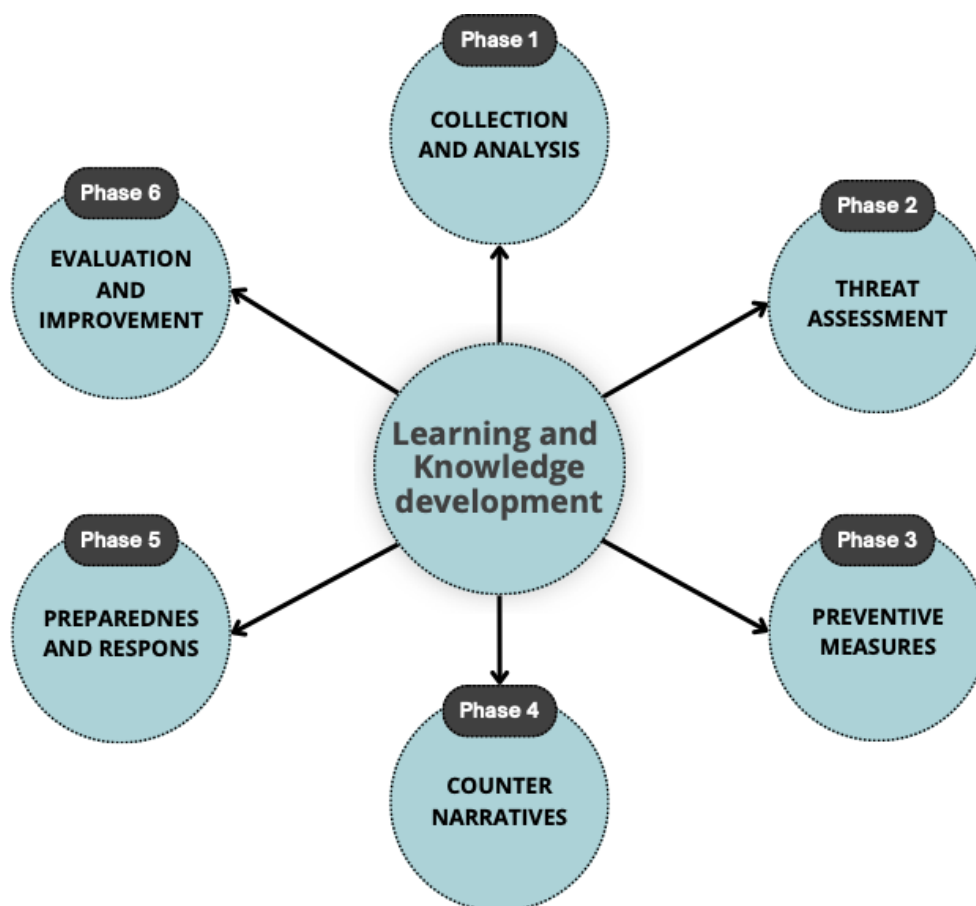 Phase 1
COLLECTION
AND ANALYSIS
Phase 2
THREAT
ASSESSMENT
Phase 3
PREVENTIVE
MEASURES
Phase 4
COUNTER
NARRATIVES
Phase 5
PREPAREDNES
AND RESPONS
Phase 6
EVALUATION
AND
IMPROVEMENT
Learning and
Knowledge
development